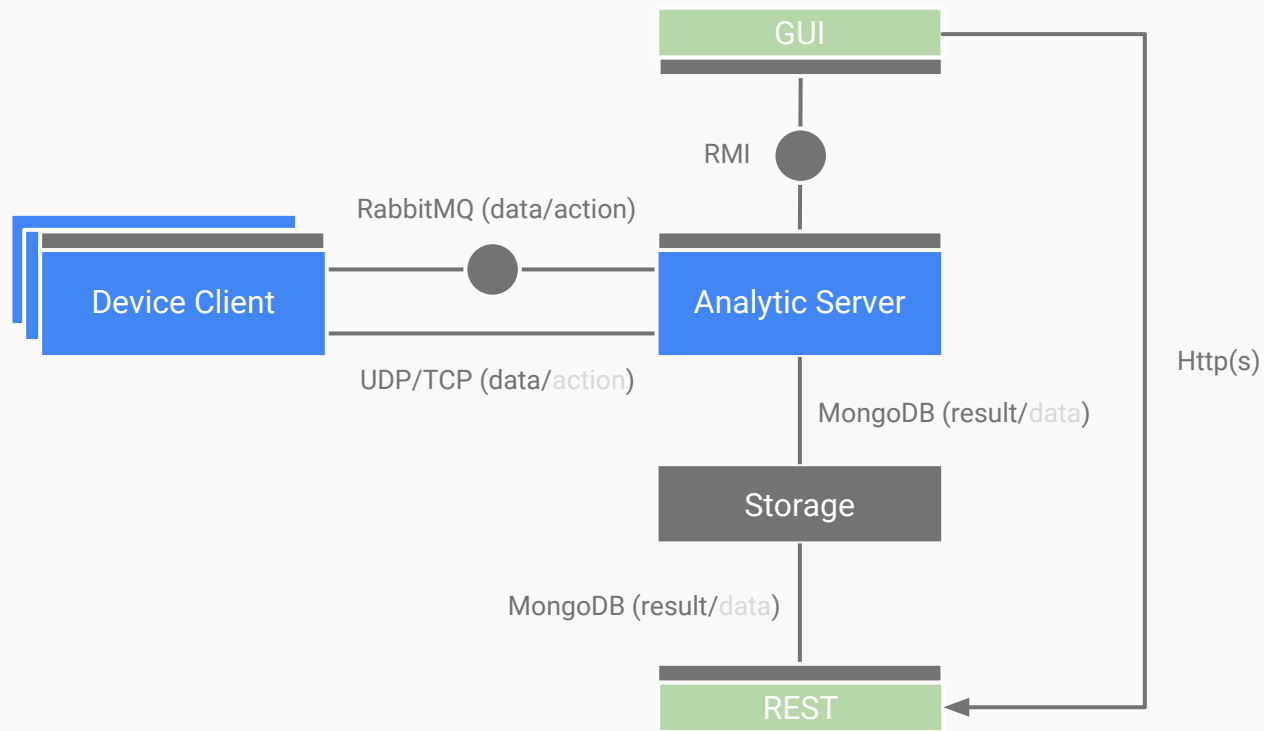 GUI
RMI
RabbitMQ (data/action)
Device Client
Analytic Server
Http(s)
UDP/TCP (data/action)
MongoDB (result/data)
Storage
MongoDB (result/data)
REST